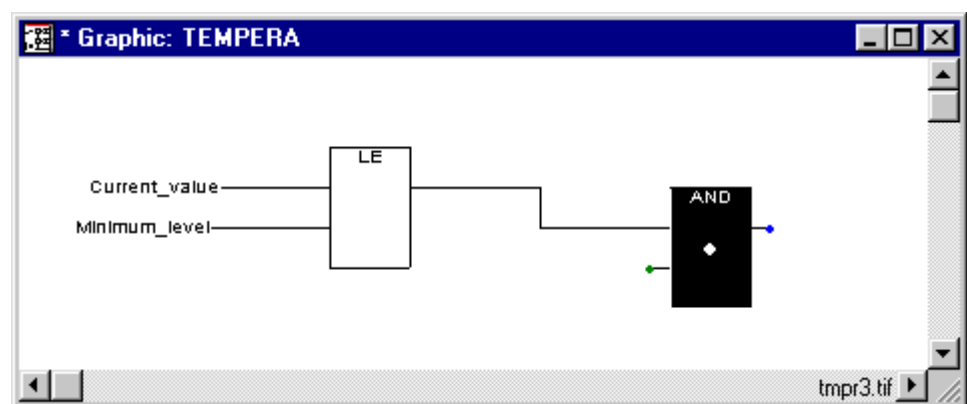 * Graphic: TEMPERA
LE
Current_value
AND
Minimum_level
tmpr3.tif